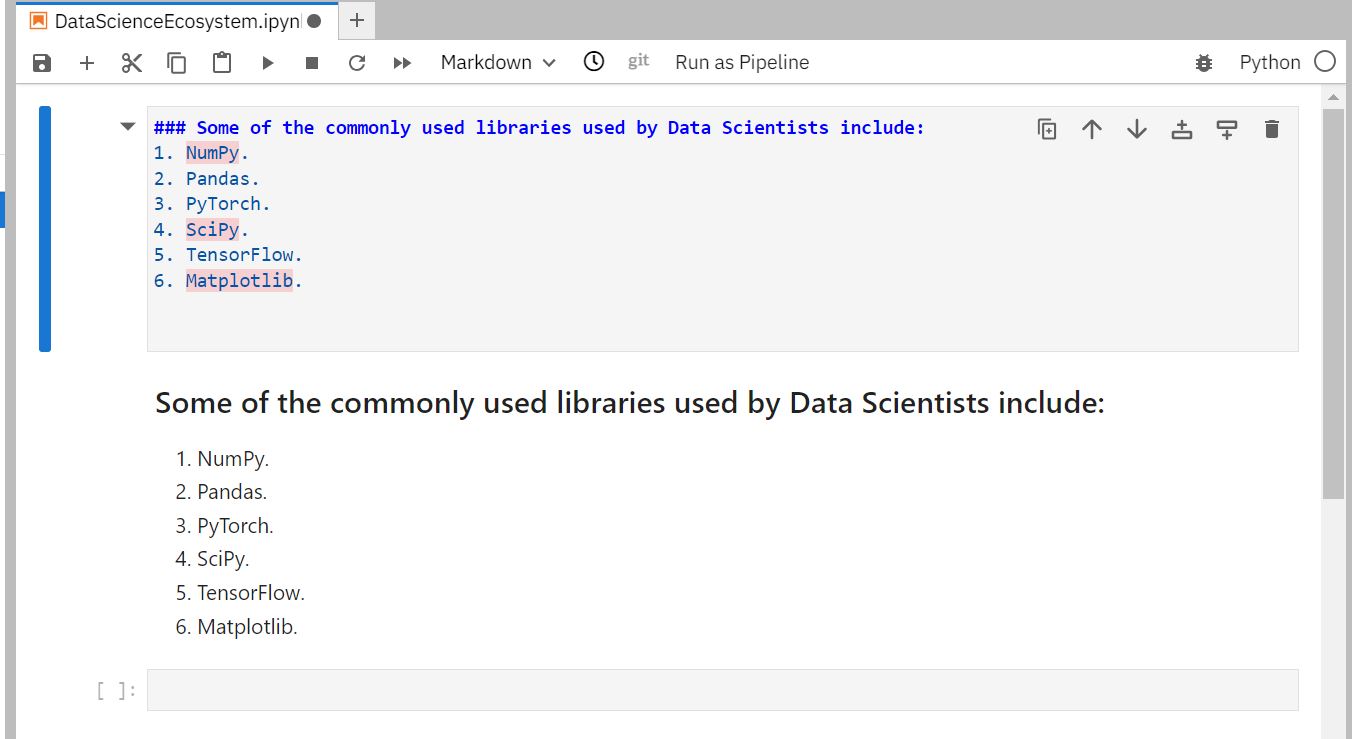 DataScienceEcosystem.ipyn
Markdown
git
Run as Pipeline
Python
### Some of the commonly used libraries used by Data Scientists include:
1. NumPy.
2. Pandas.
3. PyTorch.
4. SciPy.
5. TensorFlow.
6. Matplotlib.
Some of the commonly used libraries used by Data Scientists include:
1. NumPy.
2. Pandas.
3. PyTorch.
4. SciPy.
5. TensorFlow.
6. Matplotlib.
[ ]: